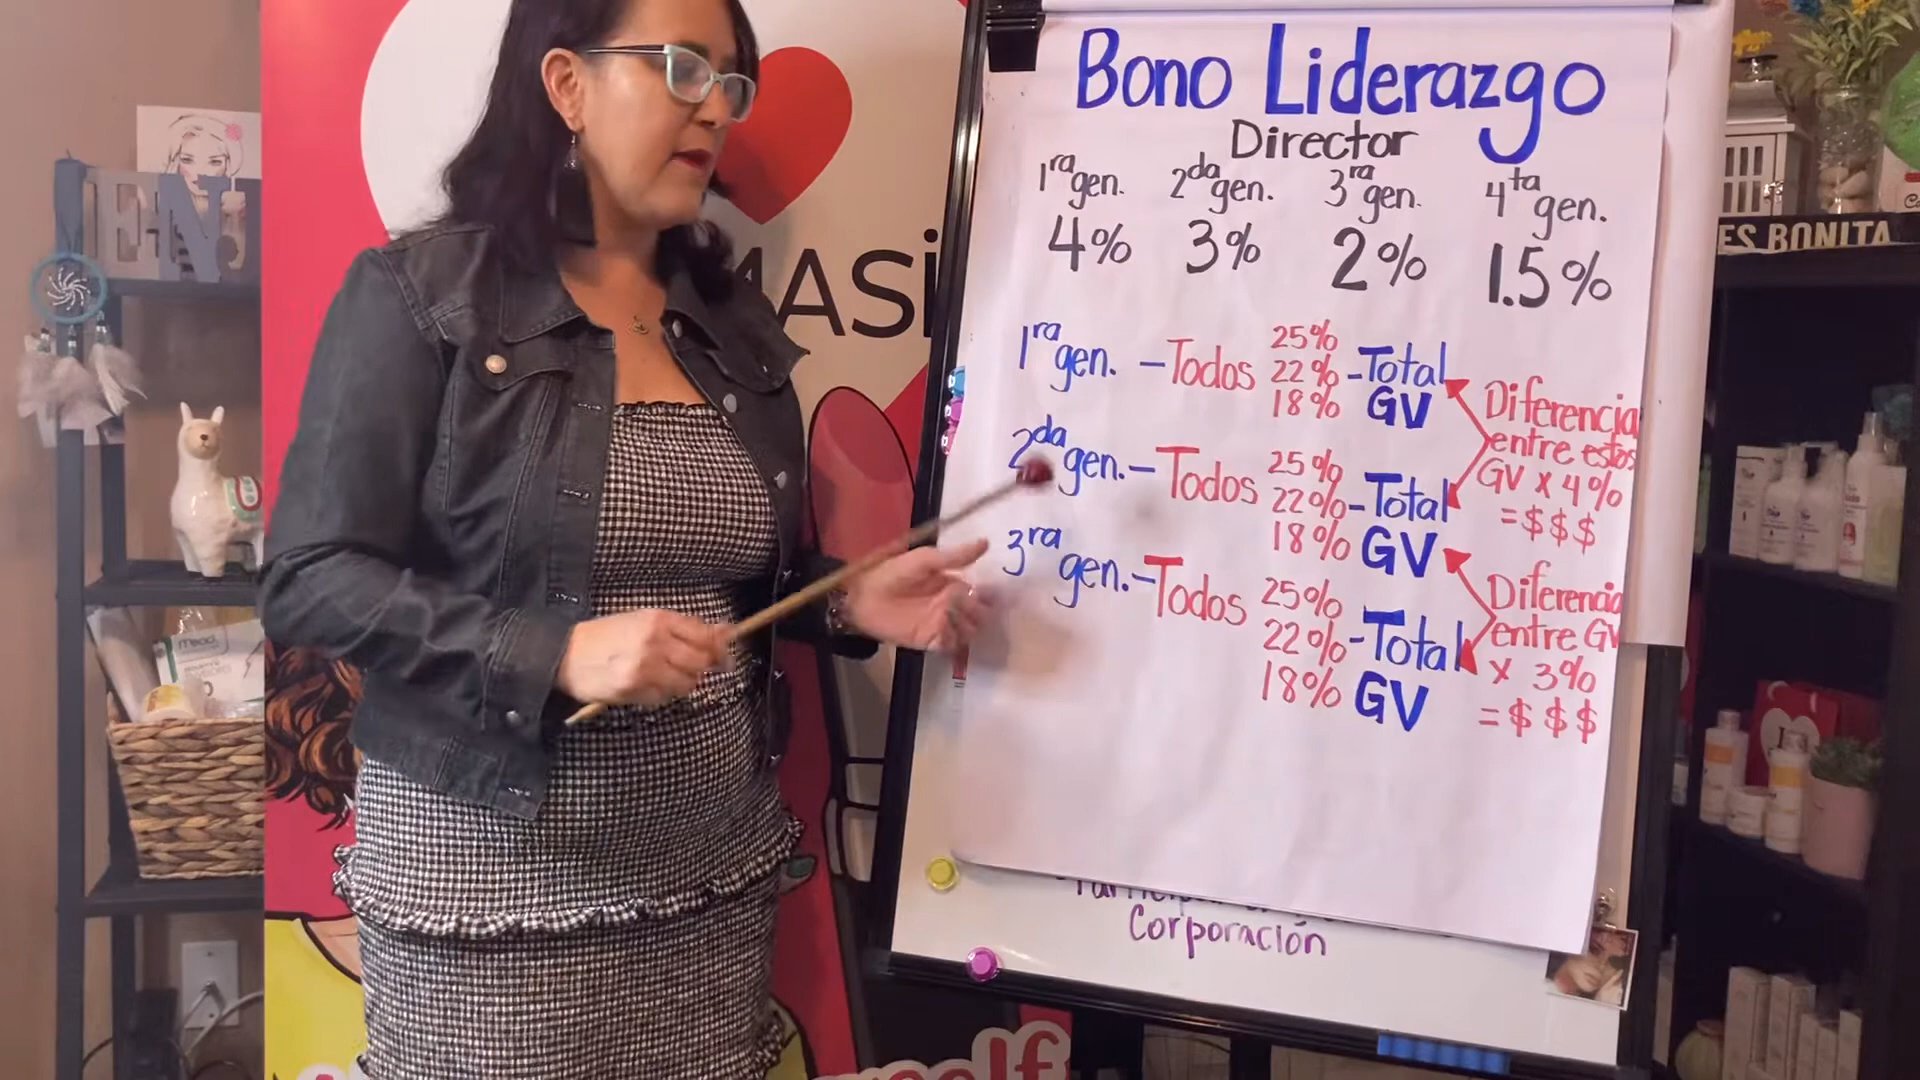 Bono Liderazgo
Director
1ra gen. 2da gen. 3ra gen. 4ta gen.
4% 3% 2% 1.5%
1ra gen. - Todos 25% 22% 18% - Total GV
2da gen. - Todos 25% 22% 18% - Total GV
Diferencia
entre estos
GV x 4%
= $$$
3ra gen. - Todos 25% 22% 18% - Total GV
Diferencia
entre GV
x 3%
= $$$
Corporación
ES BONITA